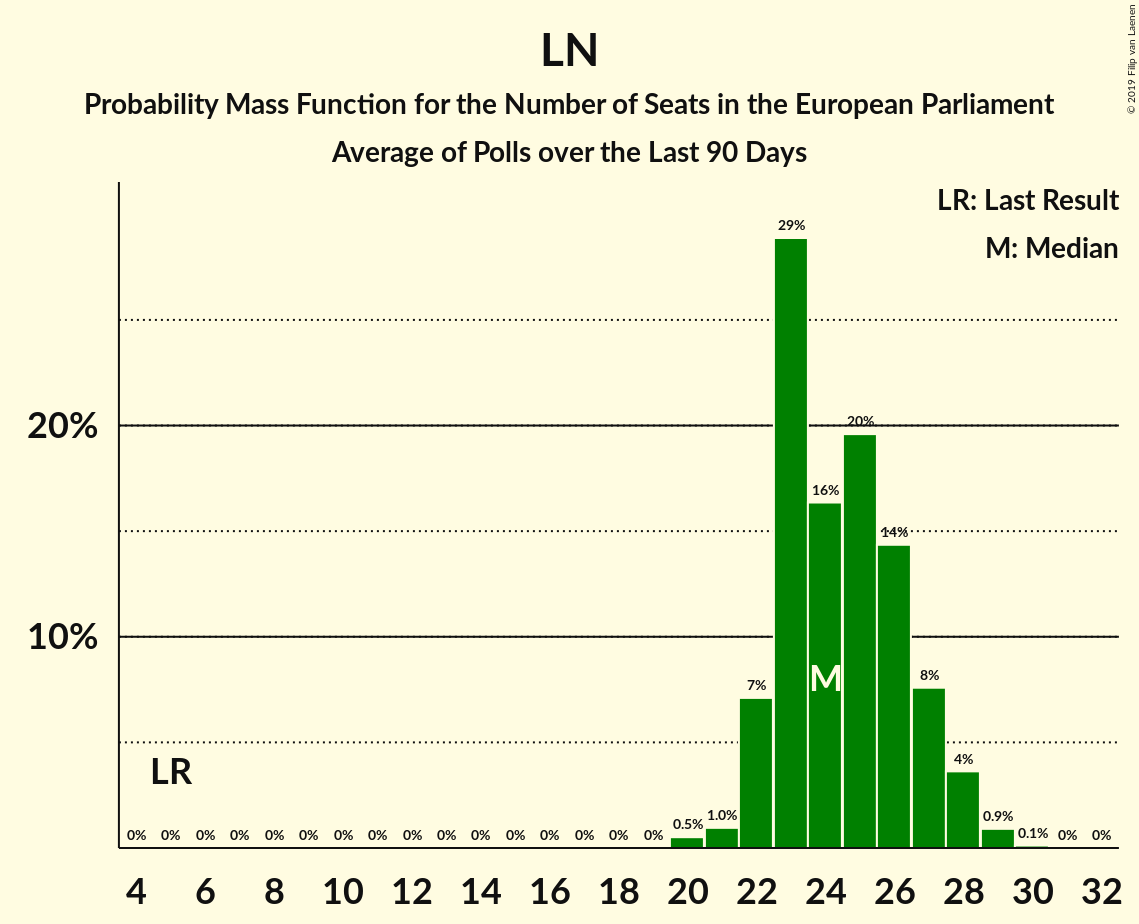 LN
Probability Mass Function for the Number of Seats in the European Parliament
Average of Polls over the Last 90 Days
© 2019 Filip van Laenen
LR: Last Result
M: Median
29%
20%
20%
16%
14%
10%
M
8%
7%
LR
4%
0% 0% 0% 0% 0% 0% 0% 0% 0% 0% 0% 0% 0% 0% 0% 0% 0.5% 1.0% 0.9% 0.1% 0% 0%
4 6 8 10 12 14 16 18 20 22 24 26 28 30 32